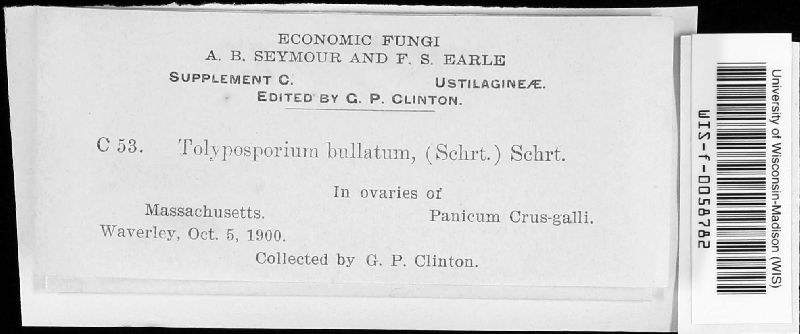 ECONOMIC FUNGI
A. B. SEYMOUR AND F. S. EARLE
SUPPLEMENT C. USTILAGINEÆ.
EDITED BY G. P. CLINTON.
C 53. Tolyposporium bullatum, (Schrt.) Schrt.
In ovaries of
Massachusetts. Panicum Crus-galli.
Waverley, Oct. 5, 1900.
Collected by G. P. Clinton.
University of Wisconsin-Madison (WIS)
WIS-f-0058782